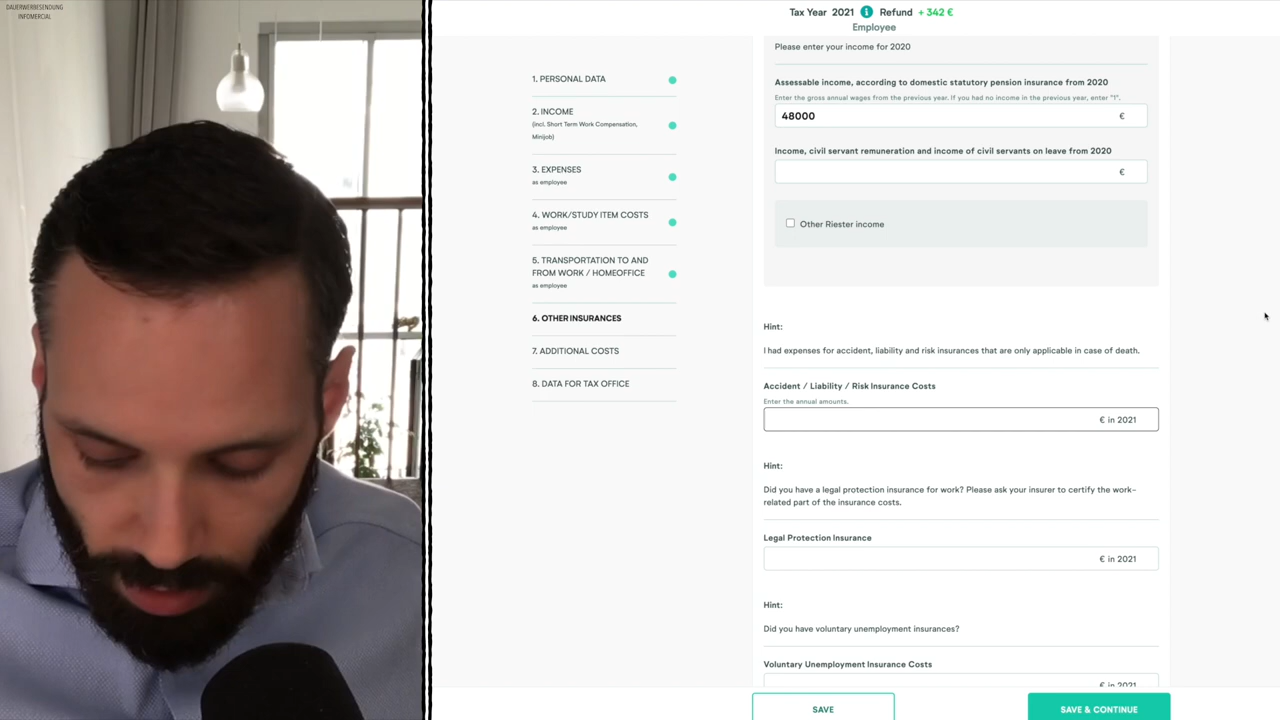 DAUERWERBESENDUNG
INFOMERCIAL
Tax Year 2021 i Refund + 342 €
Employee
1. PERSONAL DATA
2. INCOME
(incl. Short Term Work Compensation,
Minijob)
3. EXPENSES
as employee
4. WORK/STUDY ITEM COSTS
as employee
5. TRANSPORTATION TO AND
FROM WORK / HOMEOFFICE
as employee
6. OTHER INSURANCES
7. ADDITIONAL COSTS
8. DATA FOR TAX OFFICE
Please enter your income for 2020
Assessable income, according to domestic statutory pension insurance from 2020
Enter the gross annual wages from the previous year. If you had no income in the previous year, enter "1".
48000 €
Income, civil servant remuneration and income of civil servants on leave from 2020
€
Other Riester income
Hint:
I had expenses for accident, liability and risk insurances that are only applicable in case of death.
Accident / Liability / Risk Insurance Costs
Enter the annual amounts.
€ in 2021
Hint:
Did you have a legal protection insurance for work? Please ask your insurer to certify the work-
related part of the insurance costs.
Legal Protection Insurance
€ in 2021
Hint:
Did you have voluntary unemployment insurances?
Voluntary Unemployment Insurance Costs
€ in 2021
SAVE
SAVE & CONTINUE